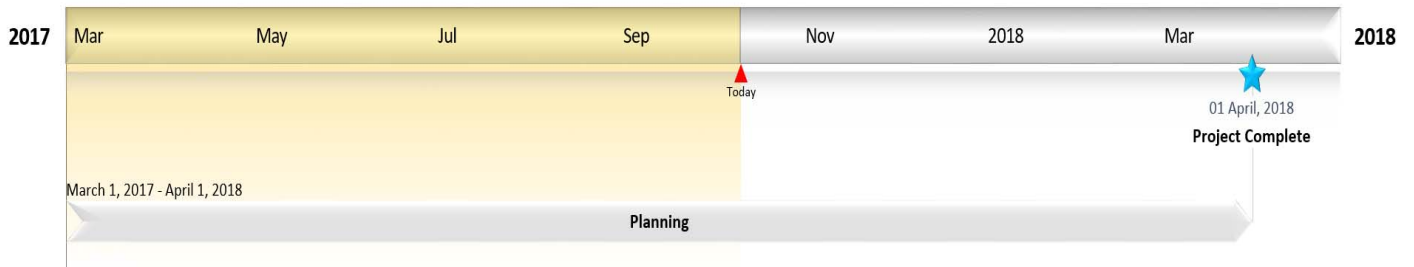 2017 Mar May Jul Sep Nov 2018 Mar 2018
Today
01 April, 2018
Project Complete
March 1, 2017 - April 1, 2018
Planning